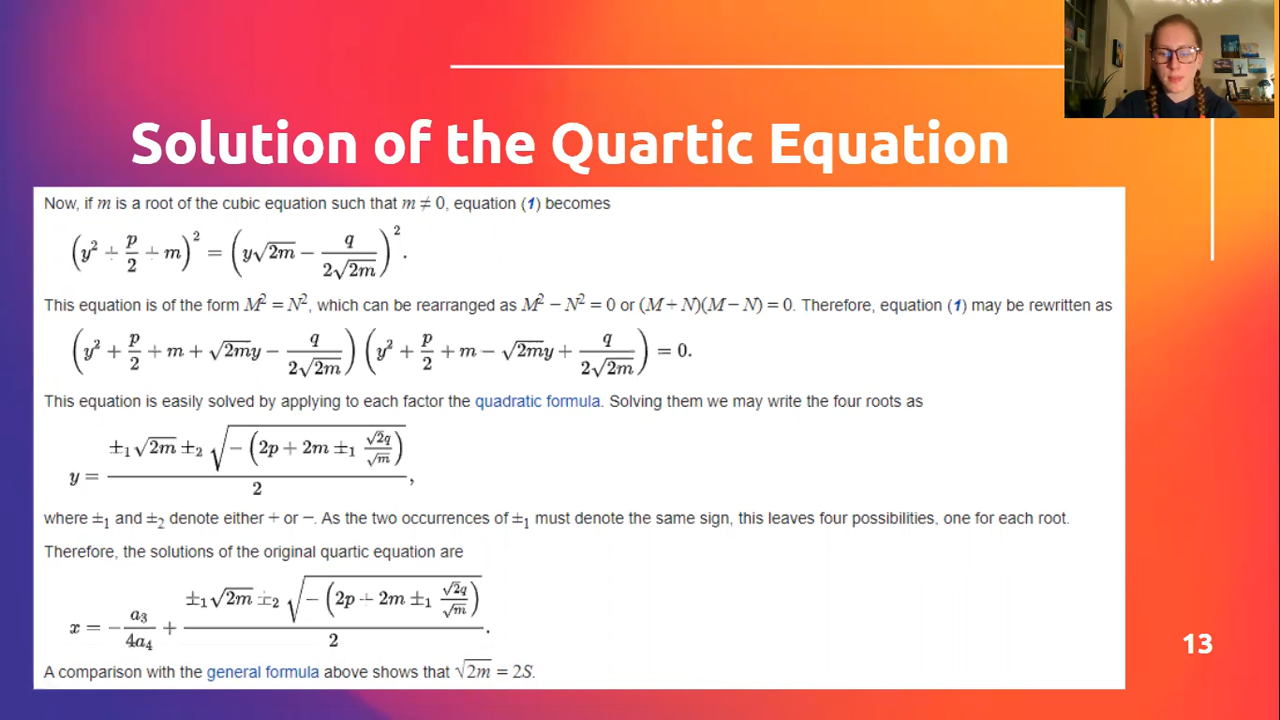 Solution of the Quartic Equation
Now, if m is a root of the cubic equation such that m ≠ 0, equation (1) becomes
(y² + p/2 + m)² = (y√2m − q/(2√2m))².
This equation is of the form M² = N², which can be rearranged as M² − N² = 0 or (M + N)(M − N) = 0. Therefore, equation (1) may be rewritten as
(y² + p/2 + m + √2m y − q/(2√2m)) (y² + p/2 + m − √2m y + q/(2√2m)) = 0.
This equation is easily solved by applying to each factor the quadratic formula. Solving them we may write the four roots as
y = (±₁√2m ±₂ √(−(2p + 2m ±₁ √2q/√m)))/2,
where ±₁ and ±₂ denote either + or −. As the two occurrences of ±₁ must denote the same sign, this leaves four possibilities, one for each root.
Therefore, the solutions of the original quartic equation are
x = −a₃/4a₄ + (±₁√2m ±₂ √(−(2p + 2m ±₁ √2q/√m)))/2.
A comparison with the general formula above shows that √2m = 2S.
13